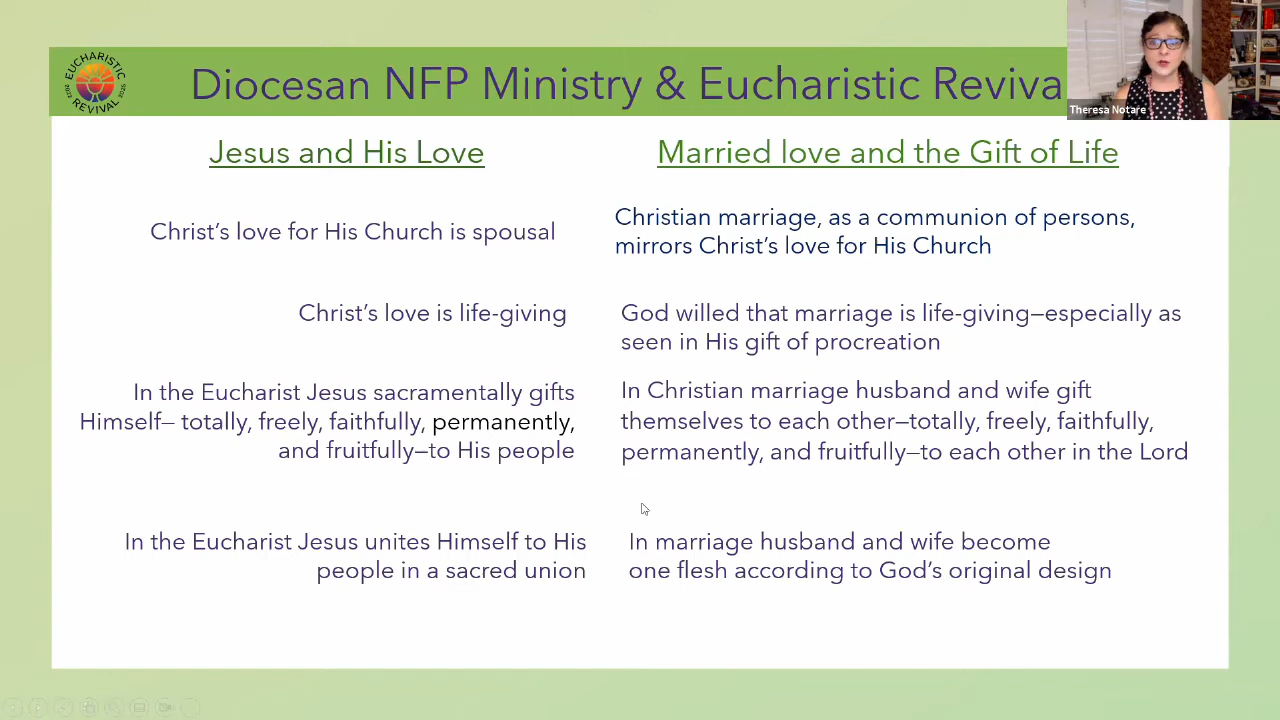 EUCHARISTIC
REVIVAL
2022
2025
Diocesan NFP Ministry & Eucharistic Reviva
Theresa Notare
Jesus and His Love
Christ's love for His Church is spousal
Christ's love is life-giving
In the Eucharist Jesus sacramentally gifts
Himself– totally, freely, faithfully, permanently,
and fruitfully—to His people
In the Eucharist Jesus unites Himself to His
people in a sacred union
Married love and the Gift of Life
Christian marriage, as a communion of persons,
mirrors Christ's love for His Church
God willed that marriage is life-giving—especially as
seen in His gift of procreation
In Christian marriage husband and wife gift
themselves to each other—totally, freely, faithfully,
permanently, and fruitfully—to each other in the Lord
In marriage husband and wife become
one flesh according to God's original design